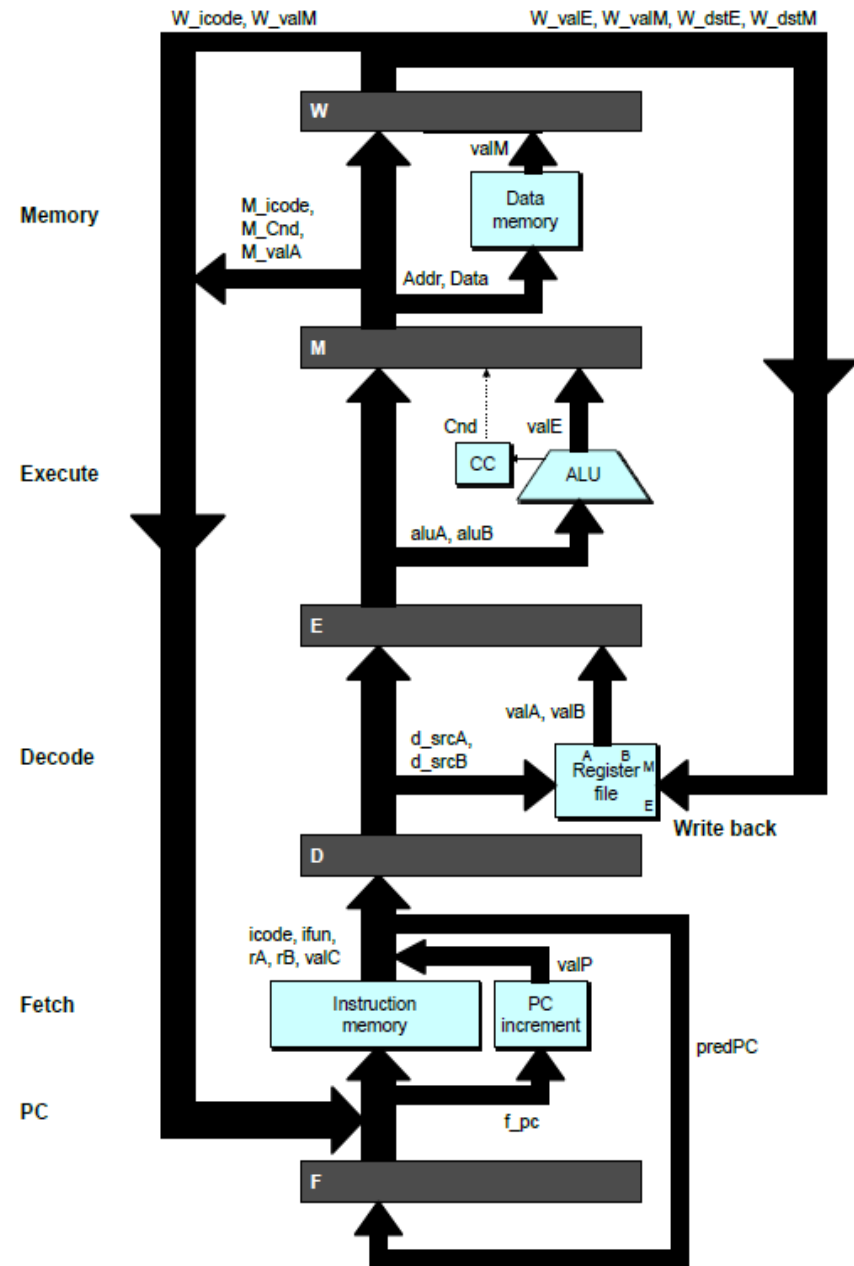 W_icode, W_valM
W_valE, W_valM, W_dstE, W_dstM
W
valM
Memory
Data
memory
M_icode,
M_Cnd,
M_valA
Addr, Data
M
Cnd
valE
Execute
CC
ALU
aluA, aluB
E
valA, valB
Decode
d_srcA,
d_srcB
A
B
M
Register
file
E
Write back
D
icode, ifun,
rA, rB, valC
valP
Fetch
Instruction
memory
PC
increment
predPC
PC
f_pc
F